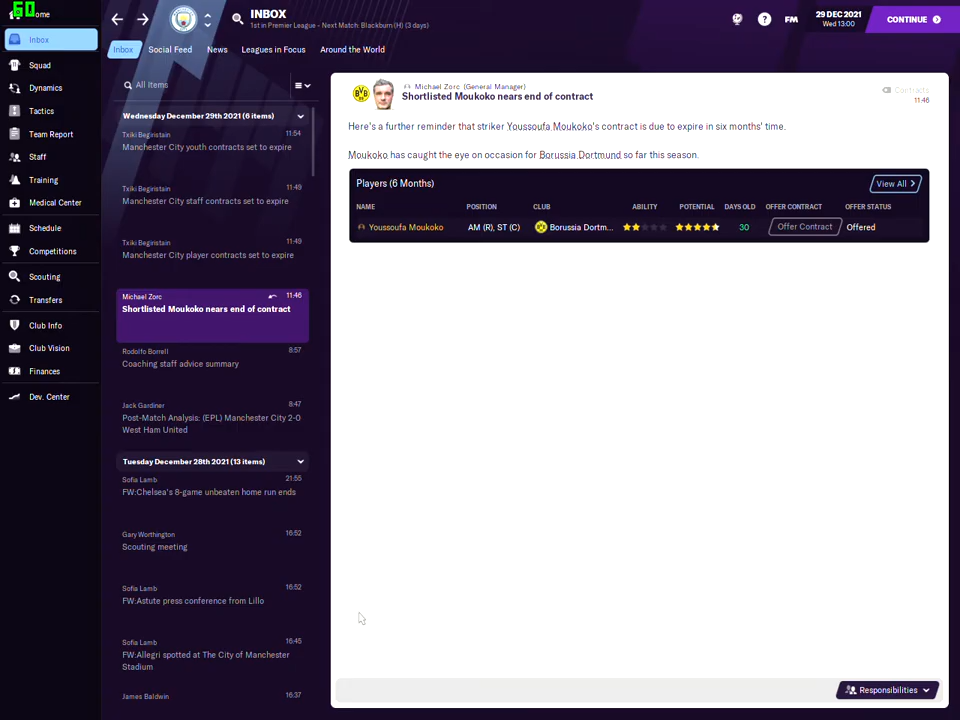 60
ome
INBOX
1st in Premier League - Next Match: Blackburn (H) (3 days)
?
FM
29 DEC 2021
Wed 13:00
CONTINUE
Inbox
Squad
Dynamics
Tactics
Team Report
Staff
Training
Medical Center
Schedule
Competitions
Scouting
Transfers
Club Info
Club Vision
Finances
Dev. Center
Inbox
Social Feed
News
Leagues in Focus
Around the World
All Items
Wednesday December 29th 2021 (6 items)
Txiki Begiristain 11:54
Manchester City youth contracts set to expire
Txiki Begiristain 11:49
Manchester City staff contracts set to expire
Txiki Begiristain 11:49
Manchester City player contracts set to expire
Michael Zorc 11:46
Shortlisted Moukoko nears end of contract
Rodolfo Borrell 8:57
Coaching staff advice summary
Jack Gardiner 8:47
Post-Match Analysis: (EPL) Manchester City 2-0
West Ham United
Tuesday December 28th 2021 (13 items)
Sofia Lamb 21:55
FW:Chelsea's 8-game unbeaten home run ends
Gary Worthington 16:52
Scouting meeting
Sofia Lamb 16:52
FW:Astute press conference from Lillo
Sofia Lamb 16:45
FW:Allegri spotted at The City of Manchester
Stadium
James Baldwin 16:37
BVB
09
Michael Zorc (General Manager)
Shortlisted Moukoko nears end of contract
Contracts
11:46
Here's a further reminder that striker Youssoufa Moukoko's contract is due to expire in six months' time.
Moukoko has caught the eye on occasion for Borussia Dortmund so far this season.
Players (6 Months)
View All
NAME POSITION CLUB ABILITY POTENTIAL DAYS OLD OFFER CONTRACT OFFER STATUS
Youssoufa Moukoko AM (R), ST (C) Borussia Dortm... 30 Offer Contract Offered
Responsibilities